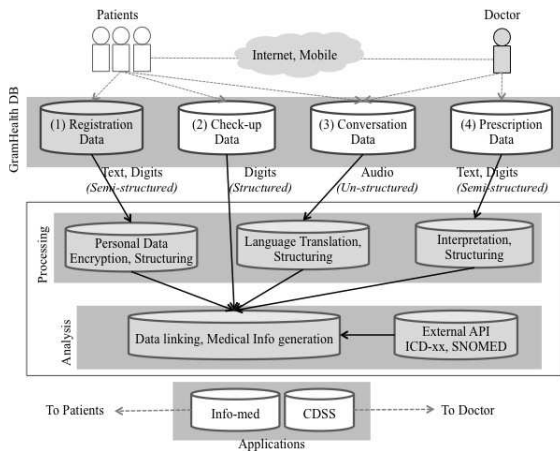 Patients
Doctor
Internet, Mobile
GramHealth DB
(1) Registration
Data
(2) Check-up
Data
(3) Conversation
Data
(4) Prescription
Data
Text, Digits
(Semi-structured)
Digits
(Structured)
Audio
(Un-structured)
Text, Digits
(Semi-structured)
Processing
Personal Data
Encryption, Structuring
Language Translation,
Structuring
Interpretation,
Structuring
Analysis
Data linking, Medical Info generation
External API
ICD-xx, SNOMED
To Patients
Info-med
CDSS
To Doctor
Applications